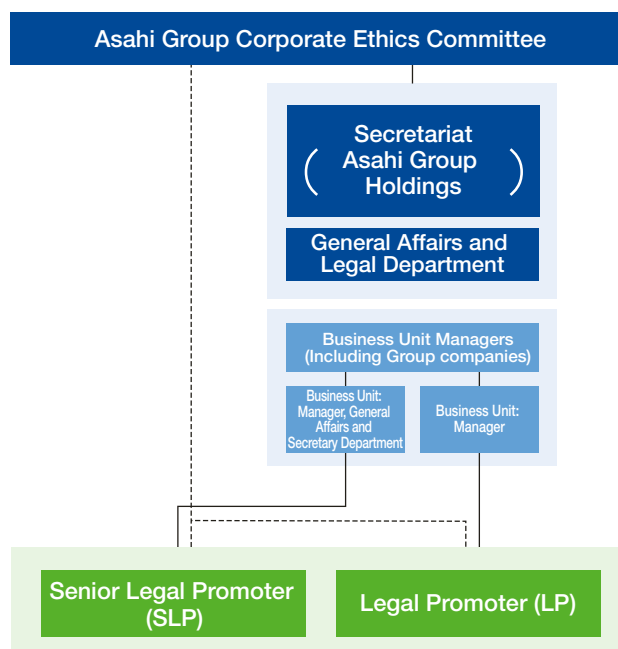 Asahi Group Corporate Ethics Committee
Secretariat
(Asahi Group
Holdings)
General Affairs and
Legal Department
Business Unit Managers
(Including Group companies)
Business Unit:
Manager, General
Affairs and
Secretary Department
Business Unit:
Manager
Senior Legal Promoter
(SLP)
Legal Promoter (LP)